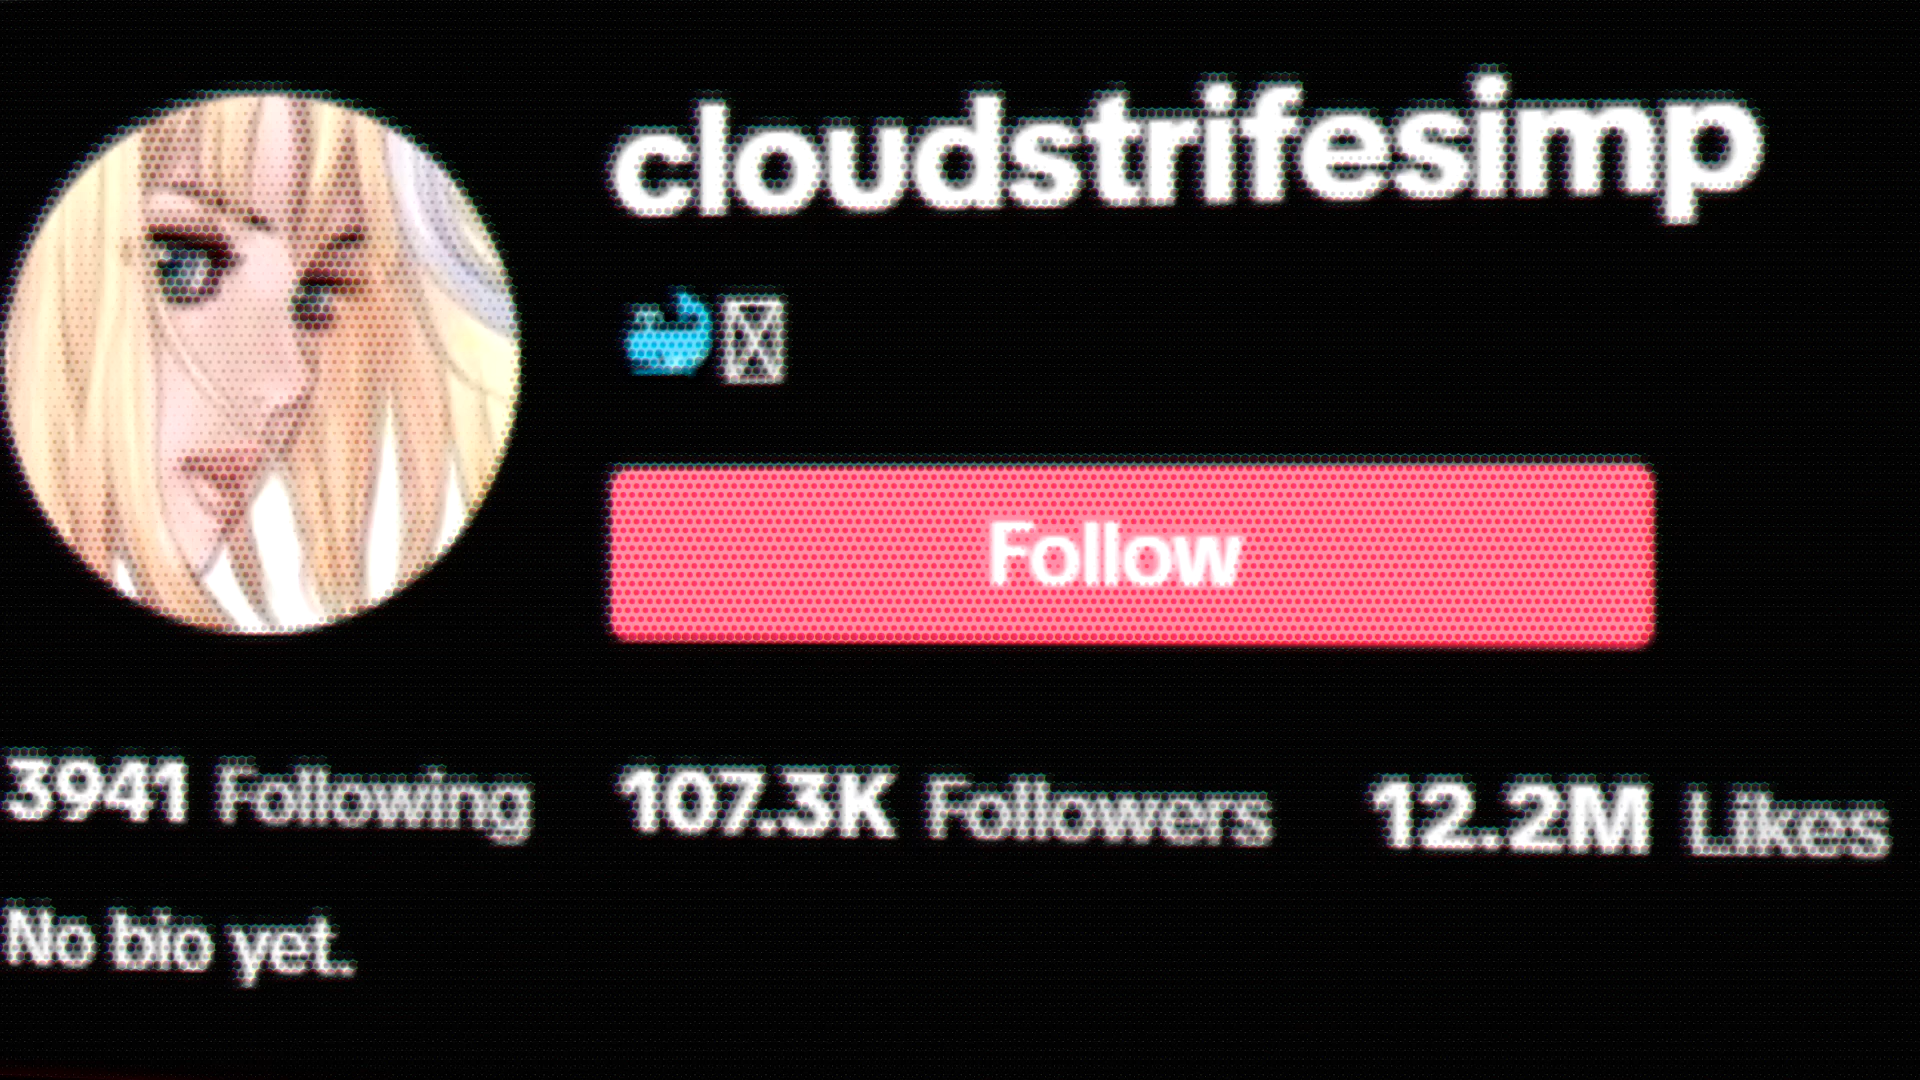 cloudstrifesimp
Follow
3941 Following 107.3K Followers 12.2M Likes
No bio yet.